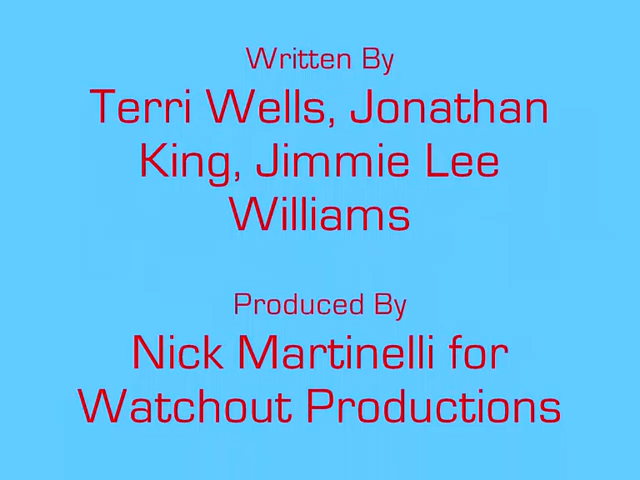 Written By
Terri Wells, Jonathan
King, Jimmie Lee
Williams
Produced By
Nick Martinelli for
Watchout Productions